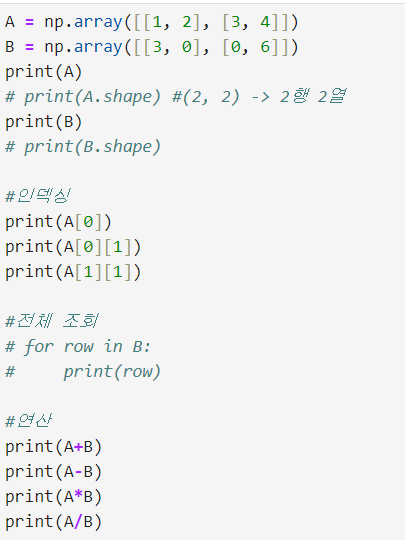 A = np.array([[1, 2], [3, 4]])
B = np.array([[3, 0], [0, 6]])
print(A)
# print(A.shape) #(2, 2) -> 2행 2열
print(B)
# print(B.shape)
#인덱싱
print(A[0])
print(A[0][1])
print(A[1][1])
#전체 조회
# for row in B:
#     print(row)
#연산
print(A+B)
print(A-B)
print(A*B)
print(A/B)